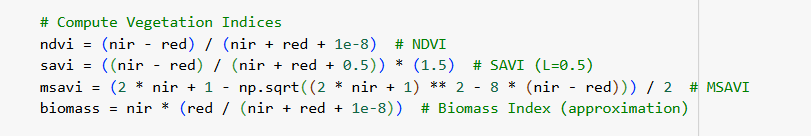 # Compute Vegetation Indices
ndvi = (nir - red) / (nir + red + 1e-8)  # NDVI
savi = ((nir - red) / (nir + red + 0.5)) * (1.5)  # SAVI (L=0.5)
msavi = (2 * nir + 1 - np.sqrt((2 * nir + 1) ** 2 - 8 * (nir - red))) / 2  # MSAVI
biomass = nir * (red / (nir + red + 1e-8))  # Biomass Index (approximation)